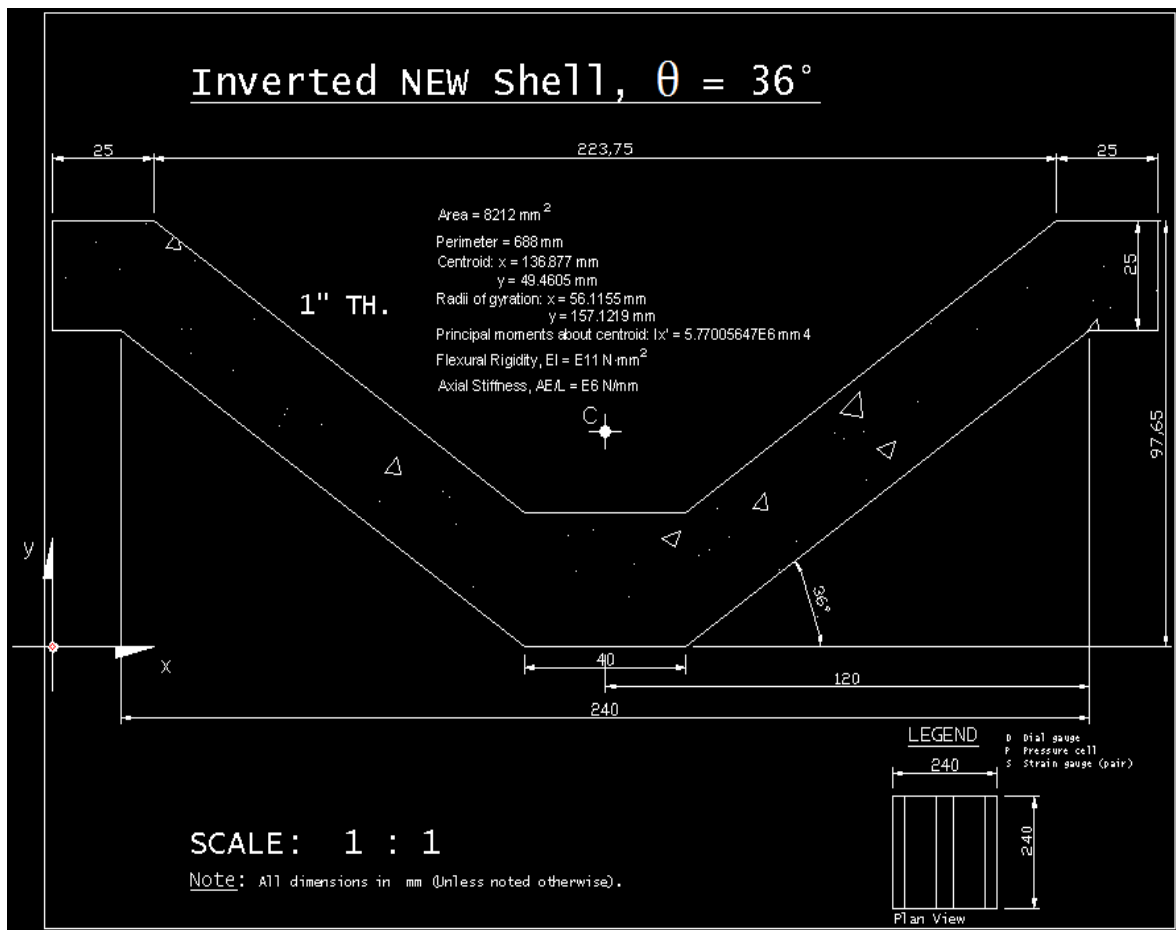 Inverted NEW Shell, θ = 36°
25
223,75
25
Area = 8212 mm²
Perimeter = 688 mm
Centroid: x = 136.877 mm
y = 49.4605 mm
Radii of gyration: x = 56.1155 mm
y = 157.1219 mm
Principal moments about centroid: Ix' = 5.77005647E6 mm 4
Flexural Rigidity, EI = E11 N·mm²
Axial Stiffness, AE/L = E6 N/mm
1" TH.
25
C
97,65
y
x
36°
40
120
240
LEGEND
D Dial gauge
P Pressure cell
S Strain gauge (pair)
240
240
Plan View
SCALE: 1 : 1
Note: All dimensions in mm (Unless noted otherwise).